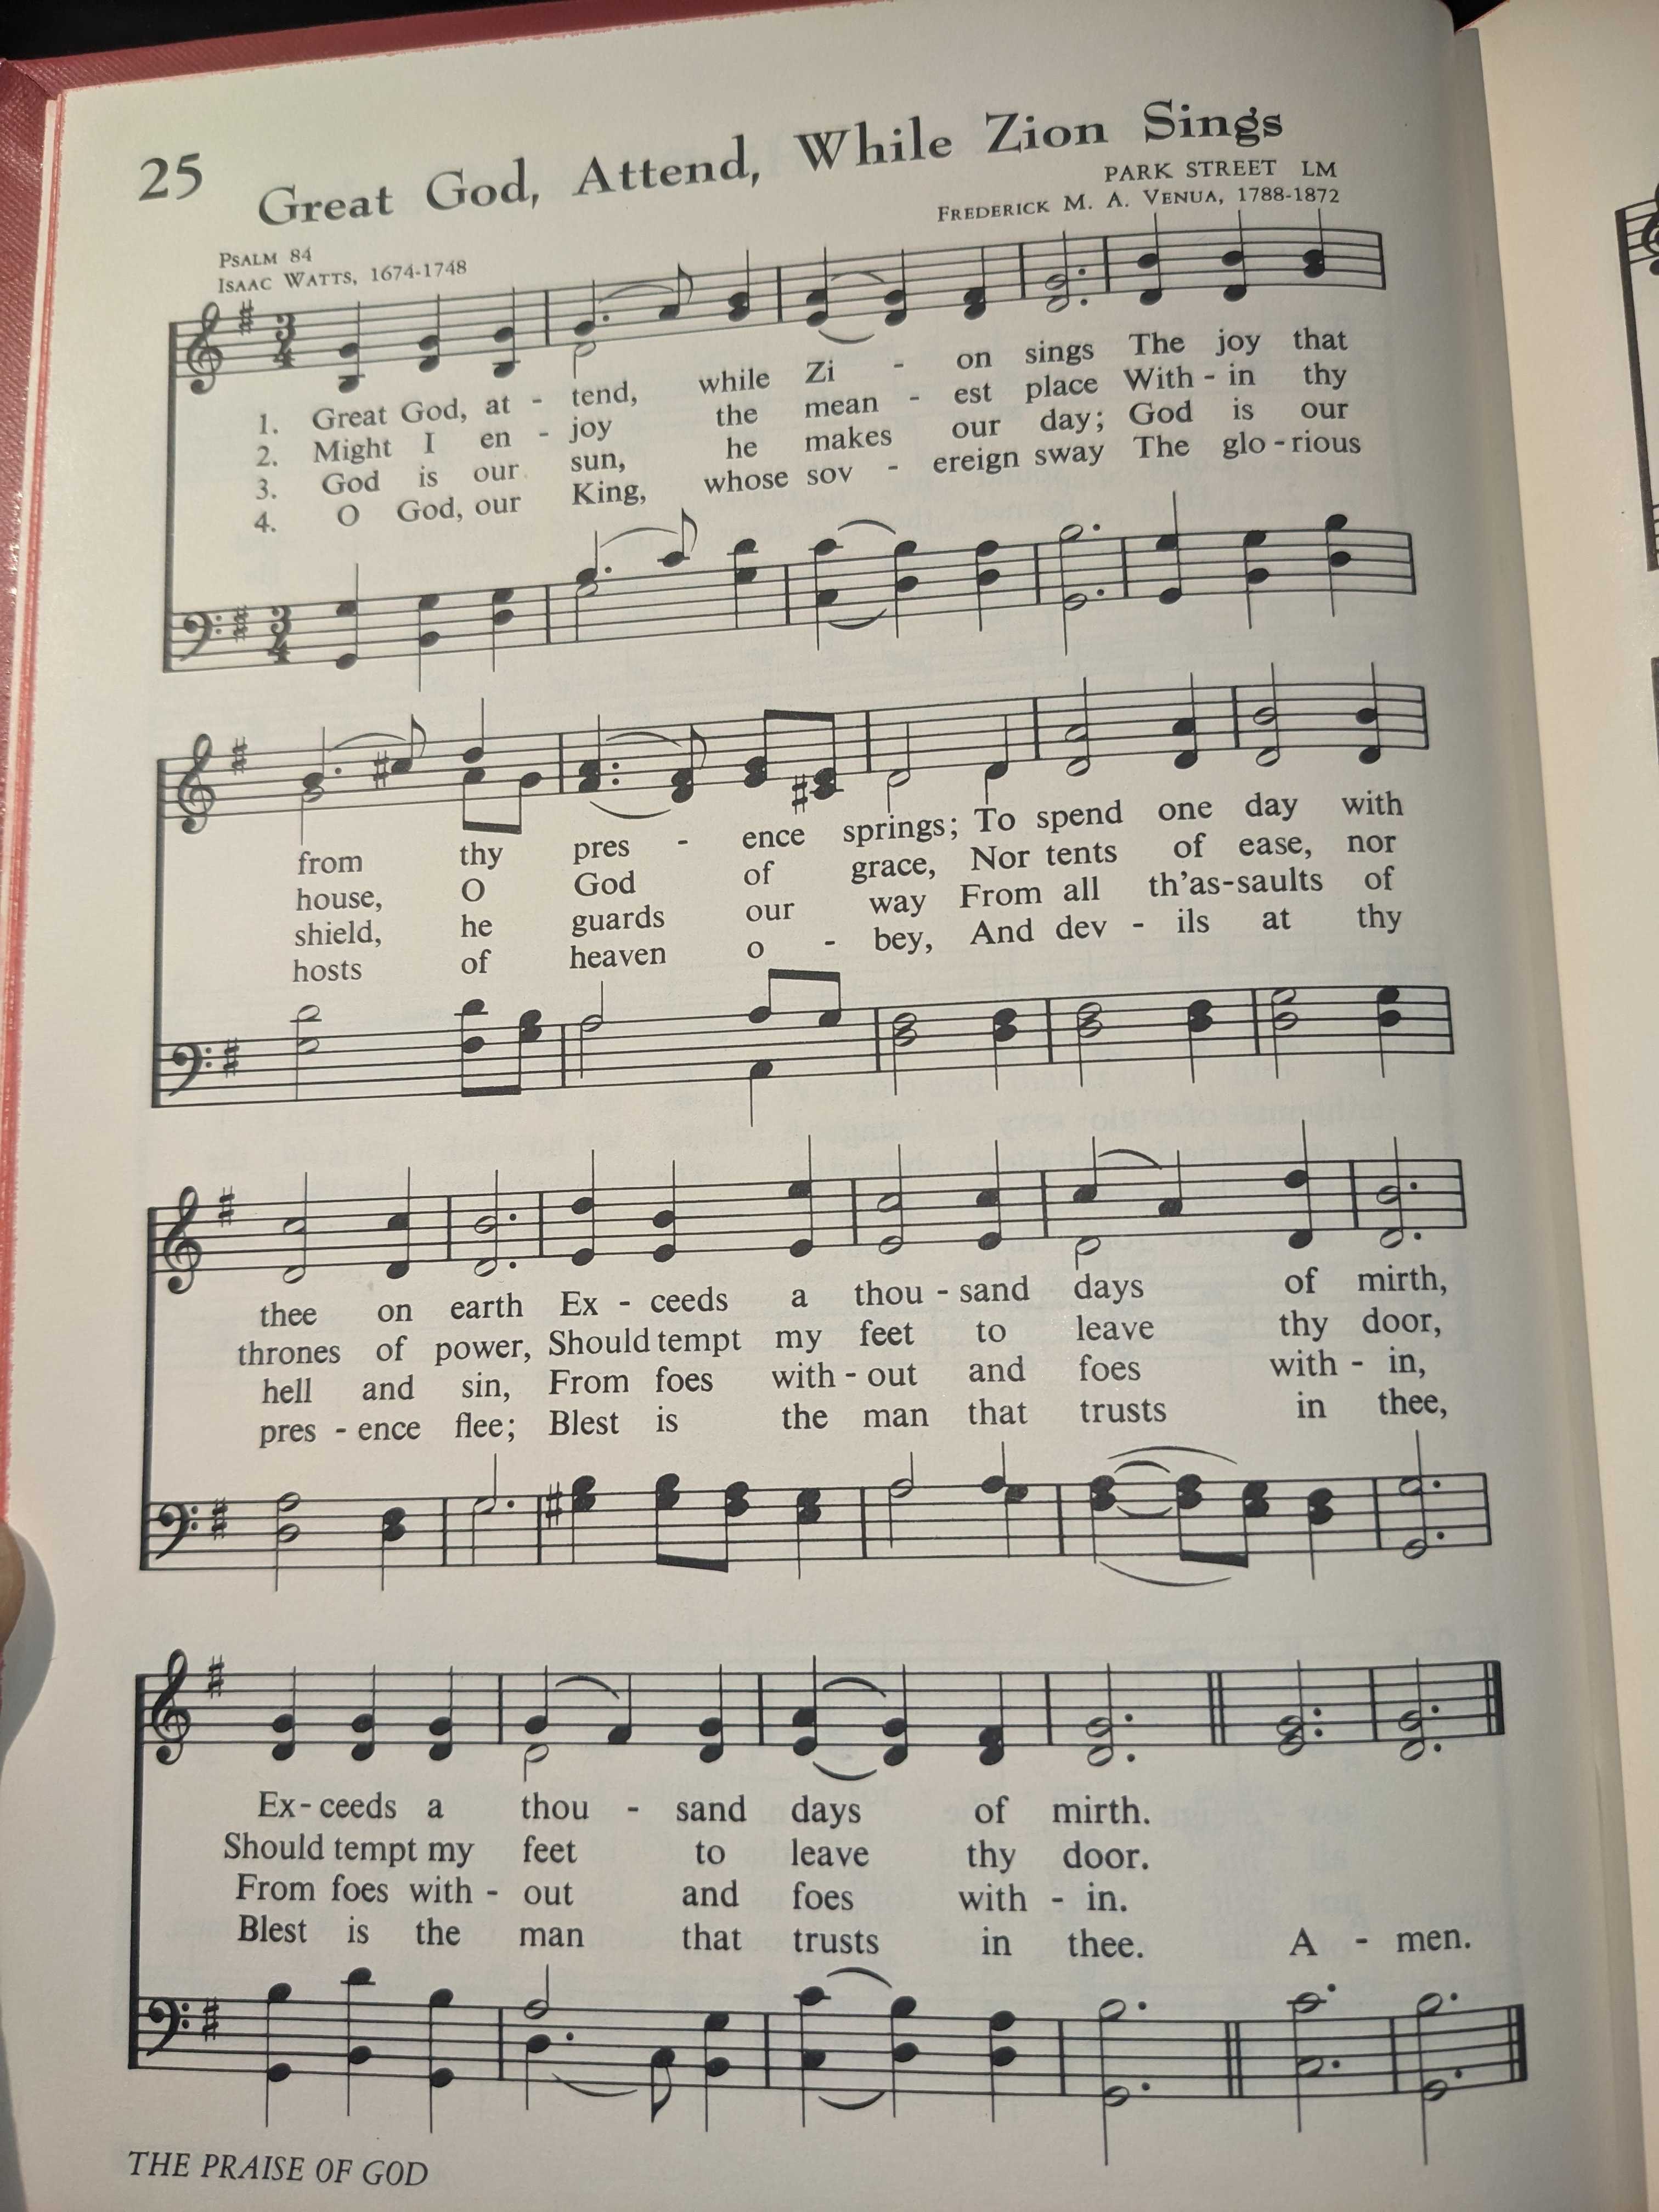 25
Great God, Attend, While Zion Sings
PARK STREET LM
FREDERICK M. A. VENUA, 1788-1872
PSALM 84
ISAAC WATTS, 1674-1748
3
4
1. Great God, at - tend, while Zi - on sings The joy that
2. Might I en - joy the mean - est place With - in thy
3. God is our sun, he makes our day; God is our
4. O God, our King, whose sov - ereign sway The glo - rious
3
4
from thy pres - ence springs; To spend one day with
house, O God of grace, Nor tents of ease, nor
shield, he guards our way From all th'as-saults of
hosts of heaven o - bey, And dev - ils at thy
thee on earth Ex - ceeds a thou - sand days of mirth,
thrones of power, Should tempt my feet to leave thy door,
hell and sin, From foes with - out and foes with - in,
pres - ence flee; Blest is the man that trusts in thee,
Ex - ceeds a thou - sand days of mirth.
Should tempt my feet to leave thy door.
From foes with - out and foes with - in.
Blest is the man that trusts in thee. A - men.
THE PRAISE OF GOD